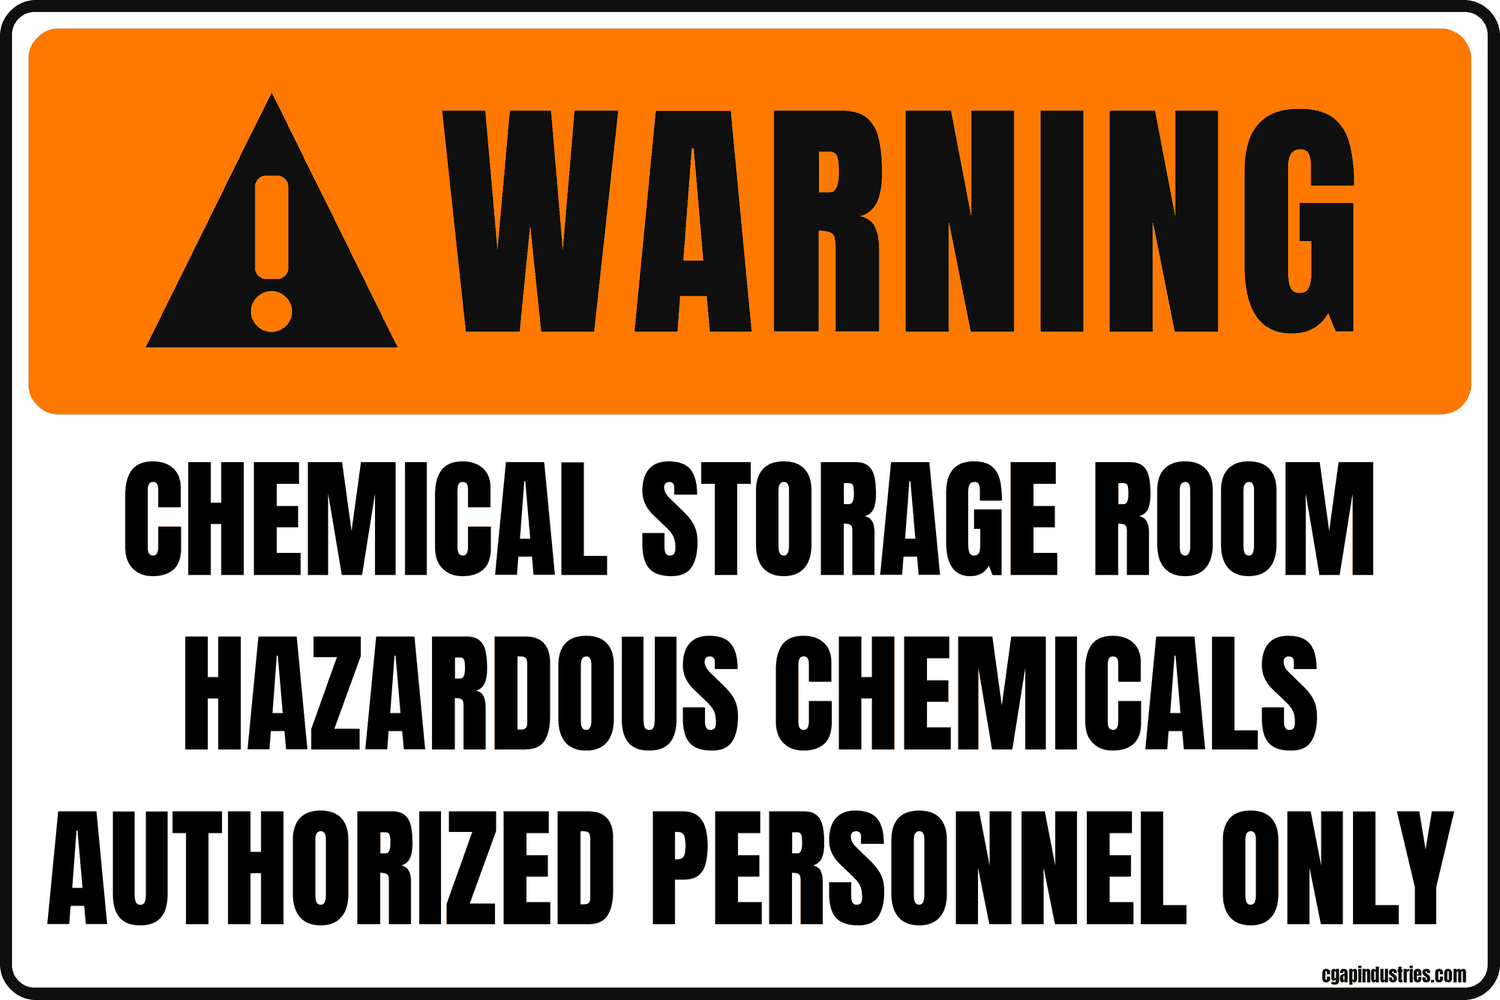 WARNING
CHEMICAL STORAGE ROOM
HAZARDOUS CHEMICALS
AUTHORIZED PERSONNEL ONLY
cgapindustries.com